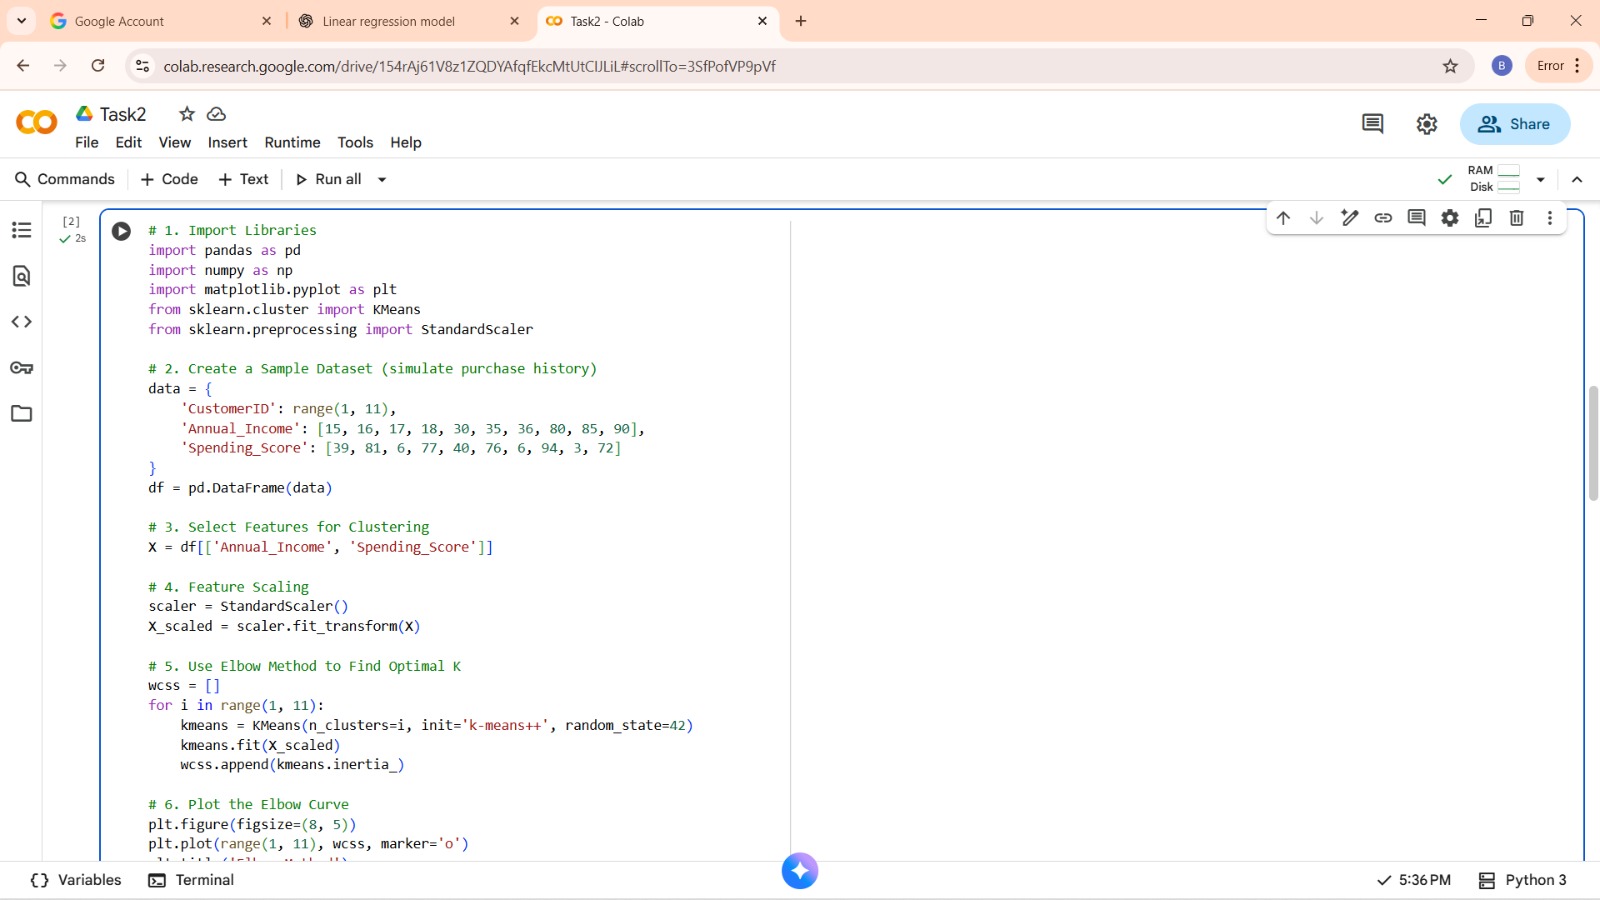 Google Account
Linear regression model
Task2 - Colab
colab.research.google.com/drive/154rAj61V8z1ZQDYAfqfEkcMtUtCIJLiL#scrollTo=3SfPofVP9pVf
B
Error
Task2
File Edit View Insert Runtime Tools Help
Share
Commands + Code + Text Run all
RAM
Disk
[2]
2s
# 1. Import Libraries
import pandas as pd
import numpy as np
import matplotlib.pyplot as plt
from sklearn.cluster import KMeans
from sklearn.preprocessing import StandardScaler
# 2. Create a Sample Dataset (simulate purchase history)
data = {
    'CustomerID': range(1, 11),
    'Annual_Income': [15, 16, 17, 18, 30, 35, 36, 80, 85, 90],
    'Spending_Score': [39, 81, 6, 77, 40, 76, 6, 94, 3, 72]
}
df = pd.DataFrame(data)
# 3. Select Features for Clustering
X = df[['Annual_Income', 'Spending_Score']]
# 4. Feature Scaling
scaler = StandardScaler()
X_scaled = scaler.fit_transform(X)
# 5. Use Elbow Method to Find Optimal K
wcss = []
for i in range(1, 11):
    kmeans = KMeans(n_clusters=i, init='k-means++', random_state=42)
    kmeans.fit(X_scaled)
    wcss.append(kmeans.inertia_)
# 6. Plot the Elbow Curve
plt.figure(figsize=(8, 5))
plt.plot(range(1, 11), wcss, marker='o')
Variables
Terminal
5:36 PM
Python 3